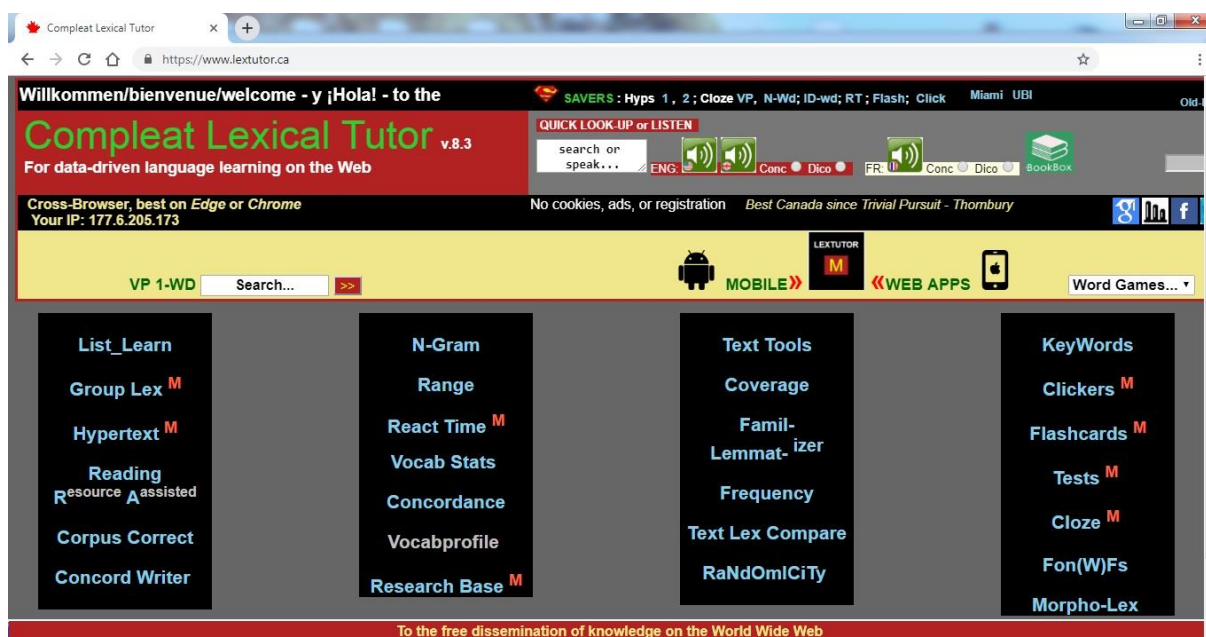 Compleat Lexical Tutor
https://www.lextutor.ca
Willkommen/bienvenue/welcome - y ¡Hola! - to the
SAVERS : Hyps 1 , 2 ; Cloze VP, N-Wd; ID-wd; RT ; Flash; Click Miami UBI
Compleat Lexical Tutor v.8.3
For data-driven language learning on the Web
QUICK LOOK-UP or LISTEN
search or
speak...
ENG: Conc Dico FR: Conc Dico BookBox
Cross-Browser, best on Edge or Chrome
Your IP: 177.6.205.173
No cookies, ads, or registration Best Canada since Trivial Pursuit - Thornbury
VP 1-WD Search... >>
LEXTUTOR
M
MOBILE» «WEB APPS
Word Games...
List_Learn
Group Lex M
Hypertext M
Reading
Resource Aassisted
Corpus Correct
Concord Writer
N-Gram
Range
React Time M
Vocab Stats
Concordance
Vocabprofile
Research Base M
Text Tools
Coverage
Famil-
Lemmat- izer
Frequency
Text Lex Compare
RaNdOmICiTy
KeyWords
Clickers M
Flashcards M
Tests M
Cloze M
Fon(W)Fs
Morpho-Lex
To the free dissemination of knowledge on the World Wide Web